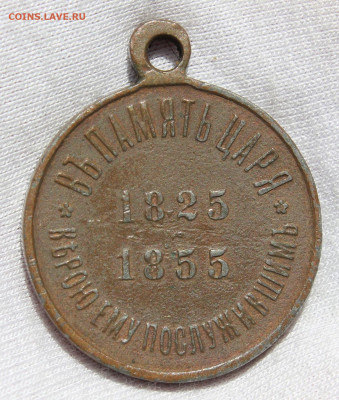 COINS.LAVE.RU
ВЪ ПАМЯТЬ ЦАРЯ
1825
1855
* ВѢРОЮ ЕМУ ПОСЛУЖИВШИМЪ *